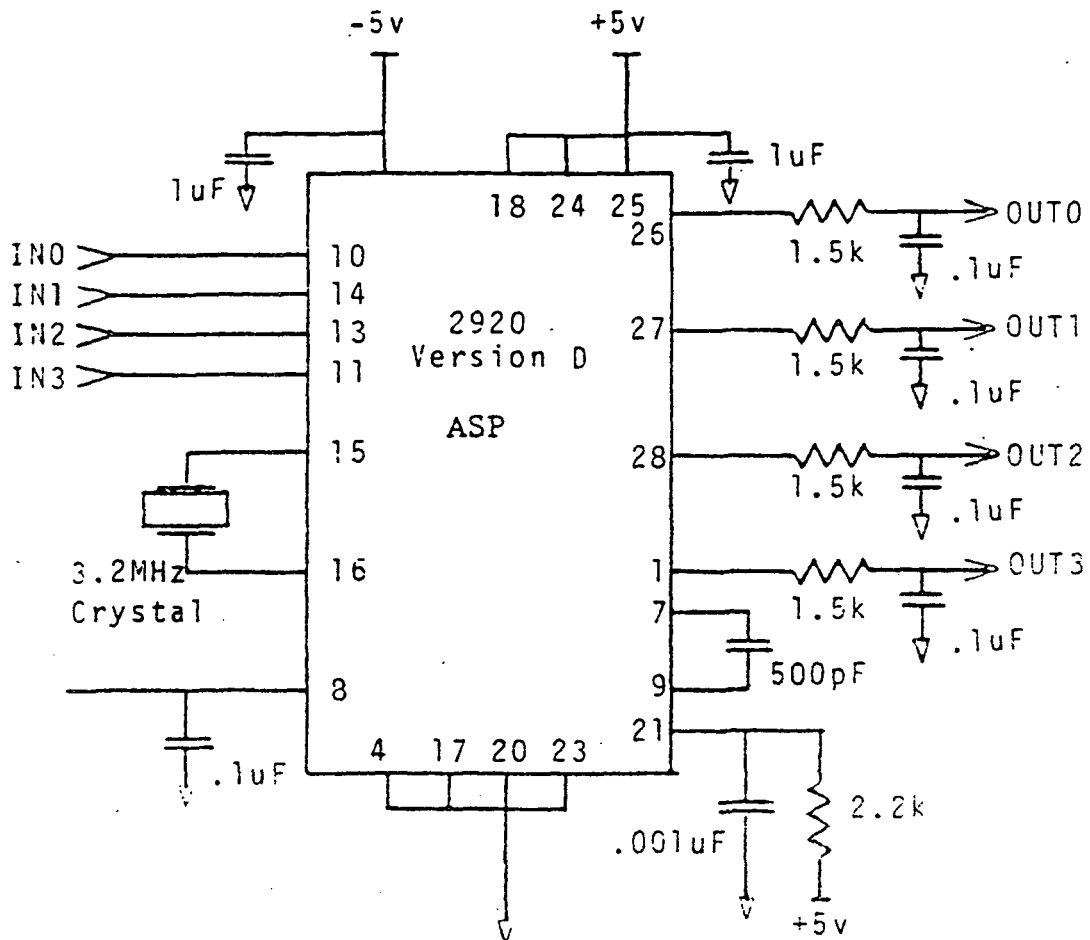 -5v
+5v
1uF
1uF
18 24 25
26
OUT0
1.5k
.1uF
IN0
10
IN1
14
IN2
13
IN3
11
2920
Version D
ASP
27
OUT1
1.5k
.1uF
15
28
OUT2
1.5k
.1uF
3.2MHz
Crystal
16
1
OUT3
1.5k
.1uF
7
500pF
9
8
.1uF
21
4 17 20 23
.001uF
2.2k
+5v